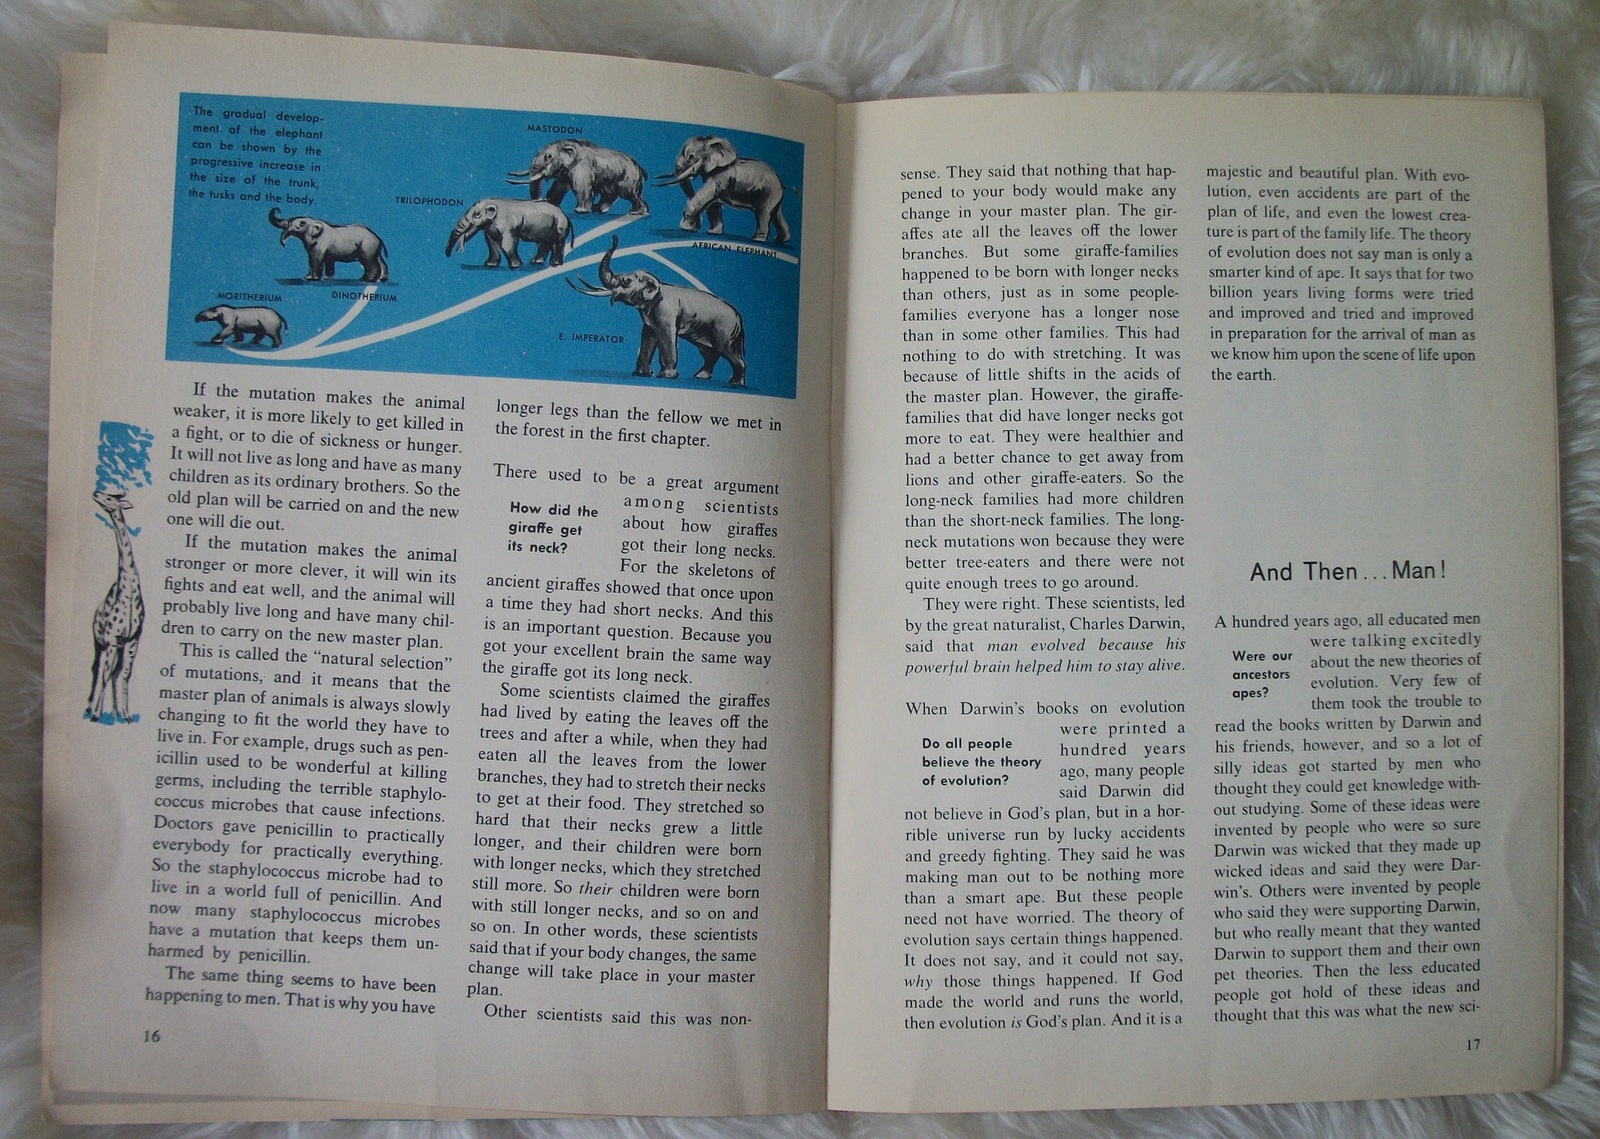 The gradual develop-
ment of the elephant
can be shown by the
progressive increase in
the size of the trunk,
the tusks and the body.
MASTODON
TRILOPHODON
AFRICAN ELEPHANT
MORITHERIUM
DINOTHERIUM
E. IMPERATOR
If the mutation makes the animal
weaker, it is more likely to get killed in
a fight, or to die of sickness or hunger.
It will not live as long and have as many
children as its ordinary brothers. So the
old plan will be carried on and the new
one will die out.
If the mutation makes the animal
stronger or more clever, it will win its
fights and eat well, and the animal will
probably live long and have many chil-
dren to carry on the new master plan.
This is called the “natural selection”
of mutations, and it means that the
master plan of animals is always slowly
changing to fit the world they have to
live in. For example, drugs such as pen-
icillin used to be wonderful at killing
germs, including the terrible staphylo-
coccus microbes that cause infections.
Doctors gave penicillin to practically
everybody for practically everything.
So the staphylococcus microbe had to
live in a world full of penicillin. And
now many staphylococcus microbes
have a mutation that keeps them un-
harmed by penicillin.
The same thing seems to have been
happening to men. That is why you have
16
longer legs than the fellow we met in
the forest in the first chapter.
There used to be a great argument
How did the
giraffe get
its neck?
among scientists
about how giraffes
got their long necks.
For the skeletons of
ancient giraffes showed that once upon
a time they had short necks. And this
is an important question. Because you
got your excellent brain the same way
the giraffe got its long neck.
Some scientists claimed the giraffes
had lived by eating the leaves off the
trees and after a while, when they had
eaten all the leaves from the lower
branches, they had to stretch their necks
to get at their food. They stretched so
hard that their necks grew a little
longer, and their children were born
with longer necks, which they stretched
still more. So their children were born
with still longer necks, and so on and
so on. In other words, these scientists
said that if your body changes, the same
change will take place in your master
plan.
Other scientists said this was non-
sense. They said that nothing that hap-
pened to your body would make any
change in your master plan. The gir-
affes ate all the leaves off the lower
branches. But some giraffe-families
happened to be born with longer necks
than others, just as in some people-
families everyone has a longer nose
than in some other families. This had
nothing to do with stretching. It was
because of little shifts in the acids of
the master plan. However, the giraffe-
families that did have longer necks got
more to eat. They were healthier and
had a better chance to get away from
lions and other giraffe-eaters. So the
long-neck families had more children
than the short-neck families. The long-
neck mutations won because they were
better tree-eaters and there were not
quite enough trees to go around.
They were right. These scientists, led
by the great naturalist, Charles Darwin,
said that man evolved because his
powerful brain helped him to stay alive.
When Darwin's books on evolution
Do all people
believe the theory
of evolution?
were printed a
hundred years
ago, many people
said Darwin did
not believe in God's plan, but in a hor-
rible universe run by lucky accidents
and greedy fighting. They said he was
making man out to be nothing more
than a smart ape. But these people
need not have worried. The theory of
evolution says certain things happened.
It does not say, and it could not say,
why those things happened. If God
made the world and runs the world,
then evolution is God's plan. And it is a
majestic and beautiful plan. With evo-
lution, even accidents are part of the
plan of life, and even the lowest crea-
ture is part of the family life. The theory
of evolution does not say man is only a
smarter kind of ape. It says that for two
billion years living forms were tried
and improved and tried and improved
in preparation for the arrival of man as
we know him upon the scene of life upon
the earth.
And Then...Man!
A hundred years ago, all educated men
Were our
ancestors
apes?
were talking excitedly
about the new theories of
evolution. Very few of
them took the trouble to
read the books written by Darwin and
his friends, however, and so a lot of
silly ideas got started by men who
thought they could get knowledge with-
out studying. Some of these ideas were
invented by people who were so sure
Darwin was wicked that they made up
wicked ideas and said they were Dar-
win's. Others were invented by people
who said they were supporting Darwin,
but who really meant that they wanted
Darwin to support them and their own
pet theories. Then the less educated
people got hold of these ideas and
thought that this was what the new sci-
17